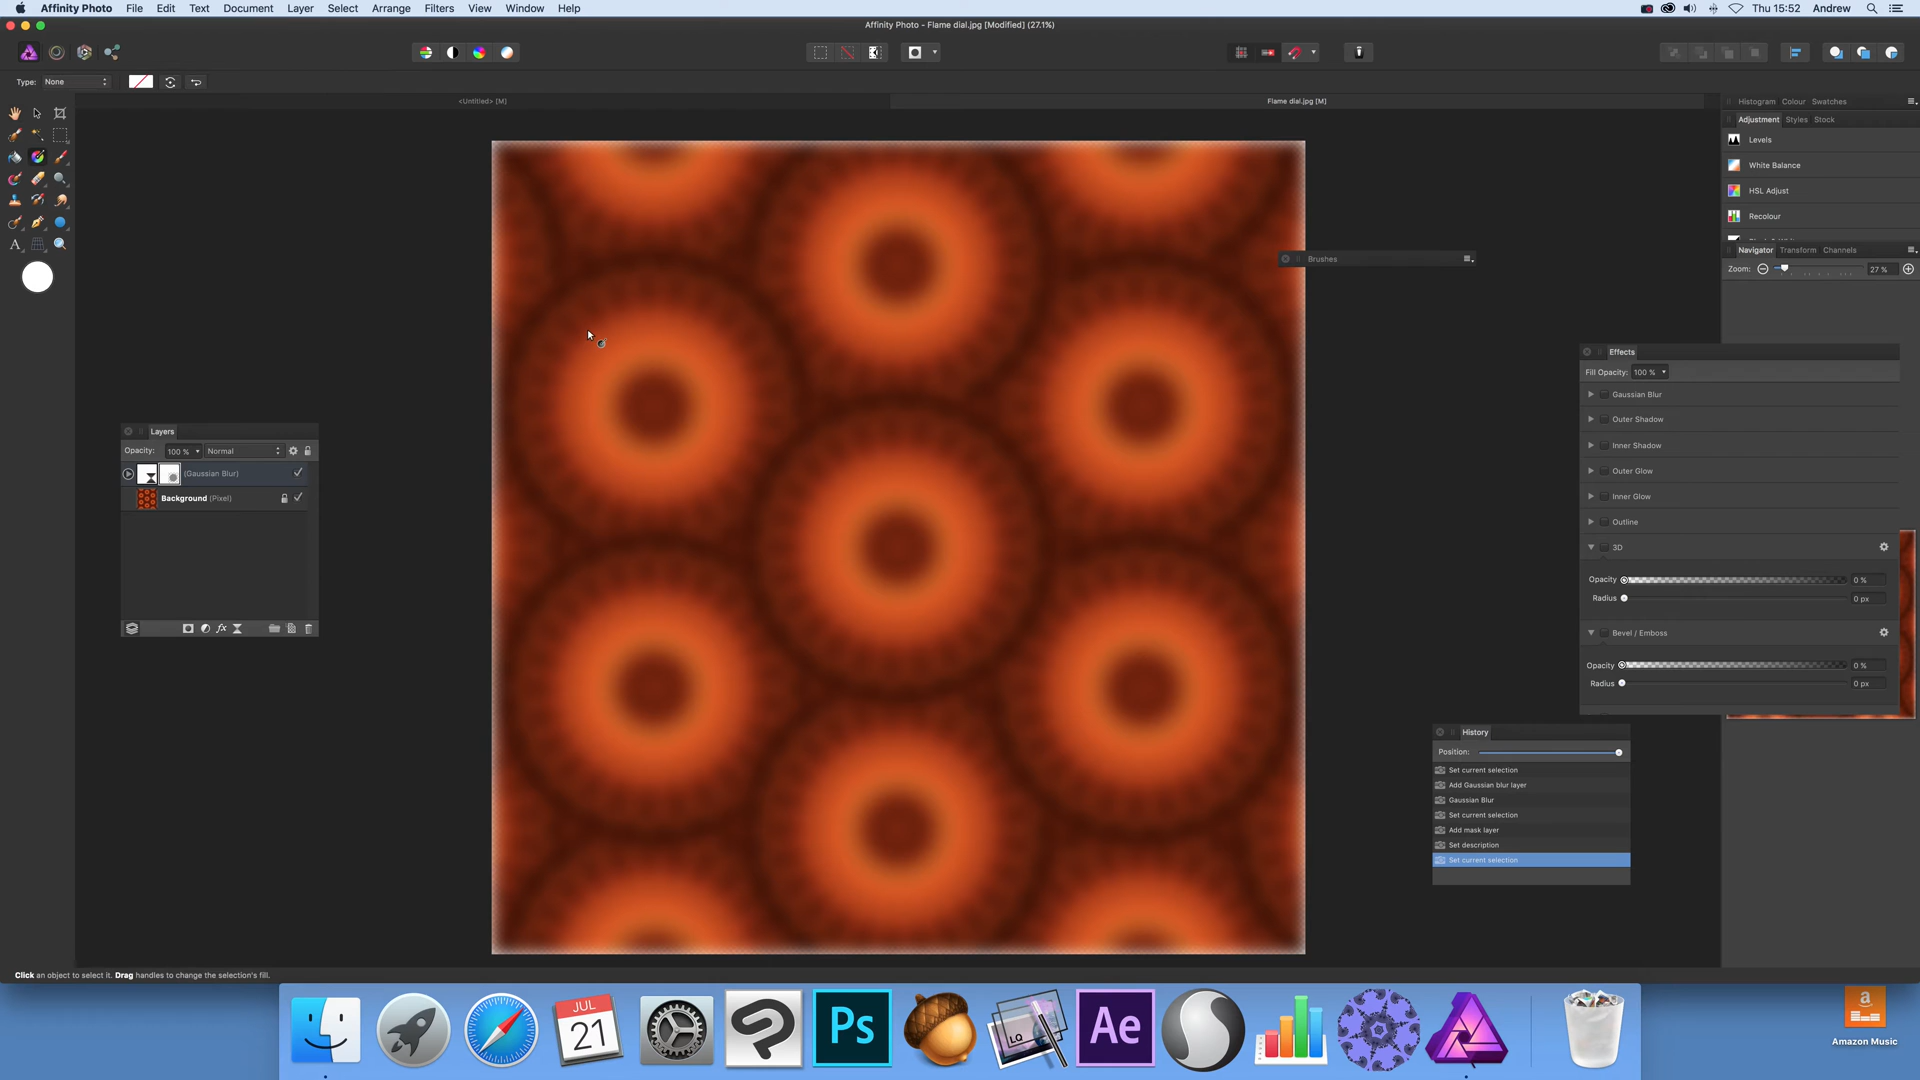 Affinity Photo File Edit Text Document Layer Select Arrange Filters View Window Help Thu 15:52 Andrew
Affinity Photo - Flame dial.jpg [Modified] (27.1%)
Type: None
<Untitled> [M] Flame dial.jpg [M]
Histogram Colour Swatches
Adjustment Styles Stock
Levels
White Balance
HSL Adjust
Recolour
Navigator Transform Channels
Zoom: 27 %
Brushes
Effects
Fill Opacity: 100 %
Gaussian Blur
Outer Shadow
Inner Shadow
Outer Glow
Inner Glow
Outline
3D
Opacity 0 %
Radius 0 px
Bevel / Emboss
Opacity 0 %
Radius 0 px
Layers
Opacity: 100 % Normal
(Gaussian Blur)
Background (Pixel)
fx
History
Position:
Set current selection
Add Gaussian blur layer
Gaussian Blur
Set current selection
Add mask layer
Set description
Set current selection
Click an object to select it. Drag handles to change the selection's fill.
JUL
21
Ps
LQ
Ae
a
Amazon Music